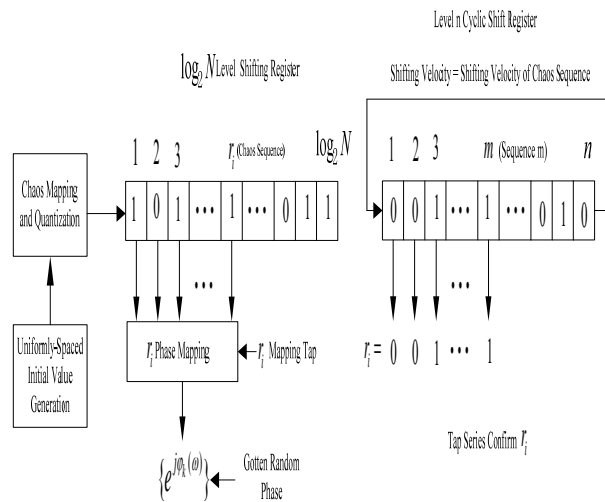 Level n Cyclic Shift Register
log₂ N Level Shifting Register
Shifting Velocity = Shifting Velocity of Chaos Sequence
1 2 3 rᵢ (Chaos Sequence) log₂ N
1 2 3 m (Sequence m) n
Chaos Mapping
and Quantization
1 0 1 ··· 1 ··· 0 1 1
0 0 1 ··· 1 ··· 0 1 0
···
···
Uniformly-Spaced
Initial Value
Generation
rᵢ Phase Mapping
rᵢ Mapping Tap
rᵢ = 0 0 1 ··· 1
Tap Series Confirm rᵢ
{e^{jφₖ(ω)}}
Gotten Random
Phase